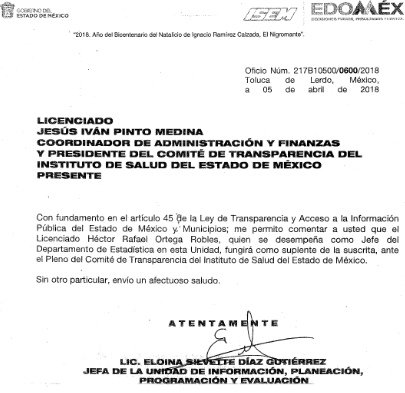 GOBIERNO DEL
ESTADO DE MÉXICO
ISEM
EDOMÉX
"2018. Año del Bicentenario del Natalicio de Ignacio Ramírez Calzada, El Nigromante".
Oficio Núm. 217B10500/0600/2018
Toluca de Lerdo, México,
a 05 de abril de 2018
LICENCIADO
JESÚS IVÁN PINTO MEDINA
COORDINADOR DE ADMINISTRACIÓN Y FINANZAS
Y PRESIDENTE DEL COMITÉ DE TRANSPARENCIA DEL
INSTITUTO DE SALUD DEL ESTADO DE MÉXICO
PRESENTE
Con fundamento en el artículo 45 de la Ley de Transparencia y Acceso a la Información
Pública del Estado de México y Municipios; me permito comentar a usted que el
Licenciado Héctor Rafael Ortega Robles, quien se desempeña como Jefe del
Departamento de Estadística en esta Unidad, fungirá como suplente de la suscrita, ante
el Pleno del Comité de Transparencia del Instituto de Salud del Estado de México.
Sin otro particular, envío un afectuoso saludo.
ATENTAMENTE
LIC. ELOINA SILVETTE DÍAZ GUTIÉRREZ
JEFA DE LA UNIDAD DE INFORMACIÓN, PLANEACIÓN,
PROGRAMACIÓN Y EVALUACIÓN